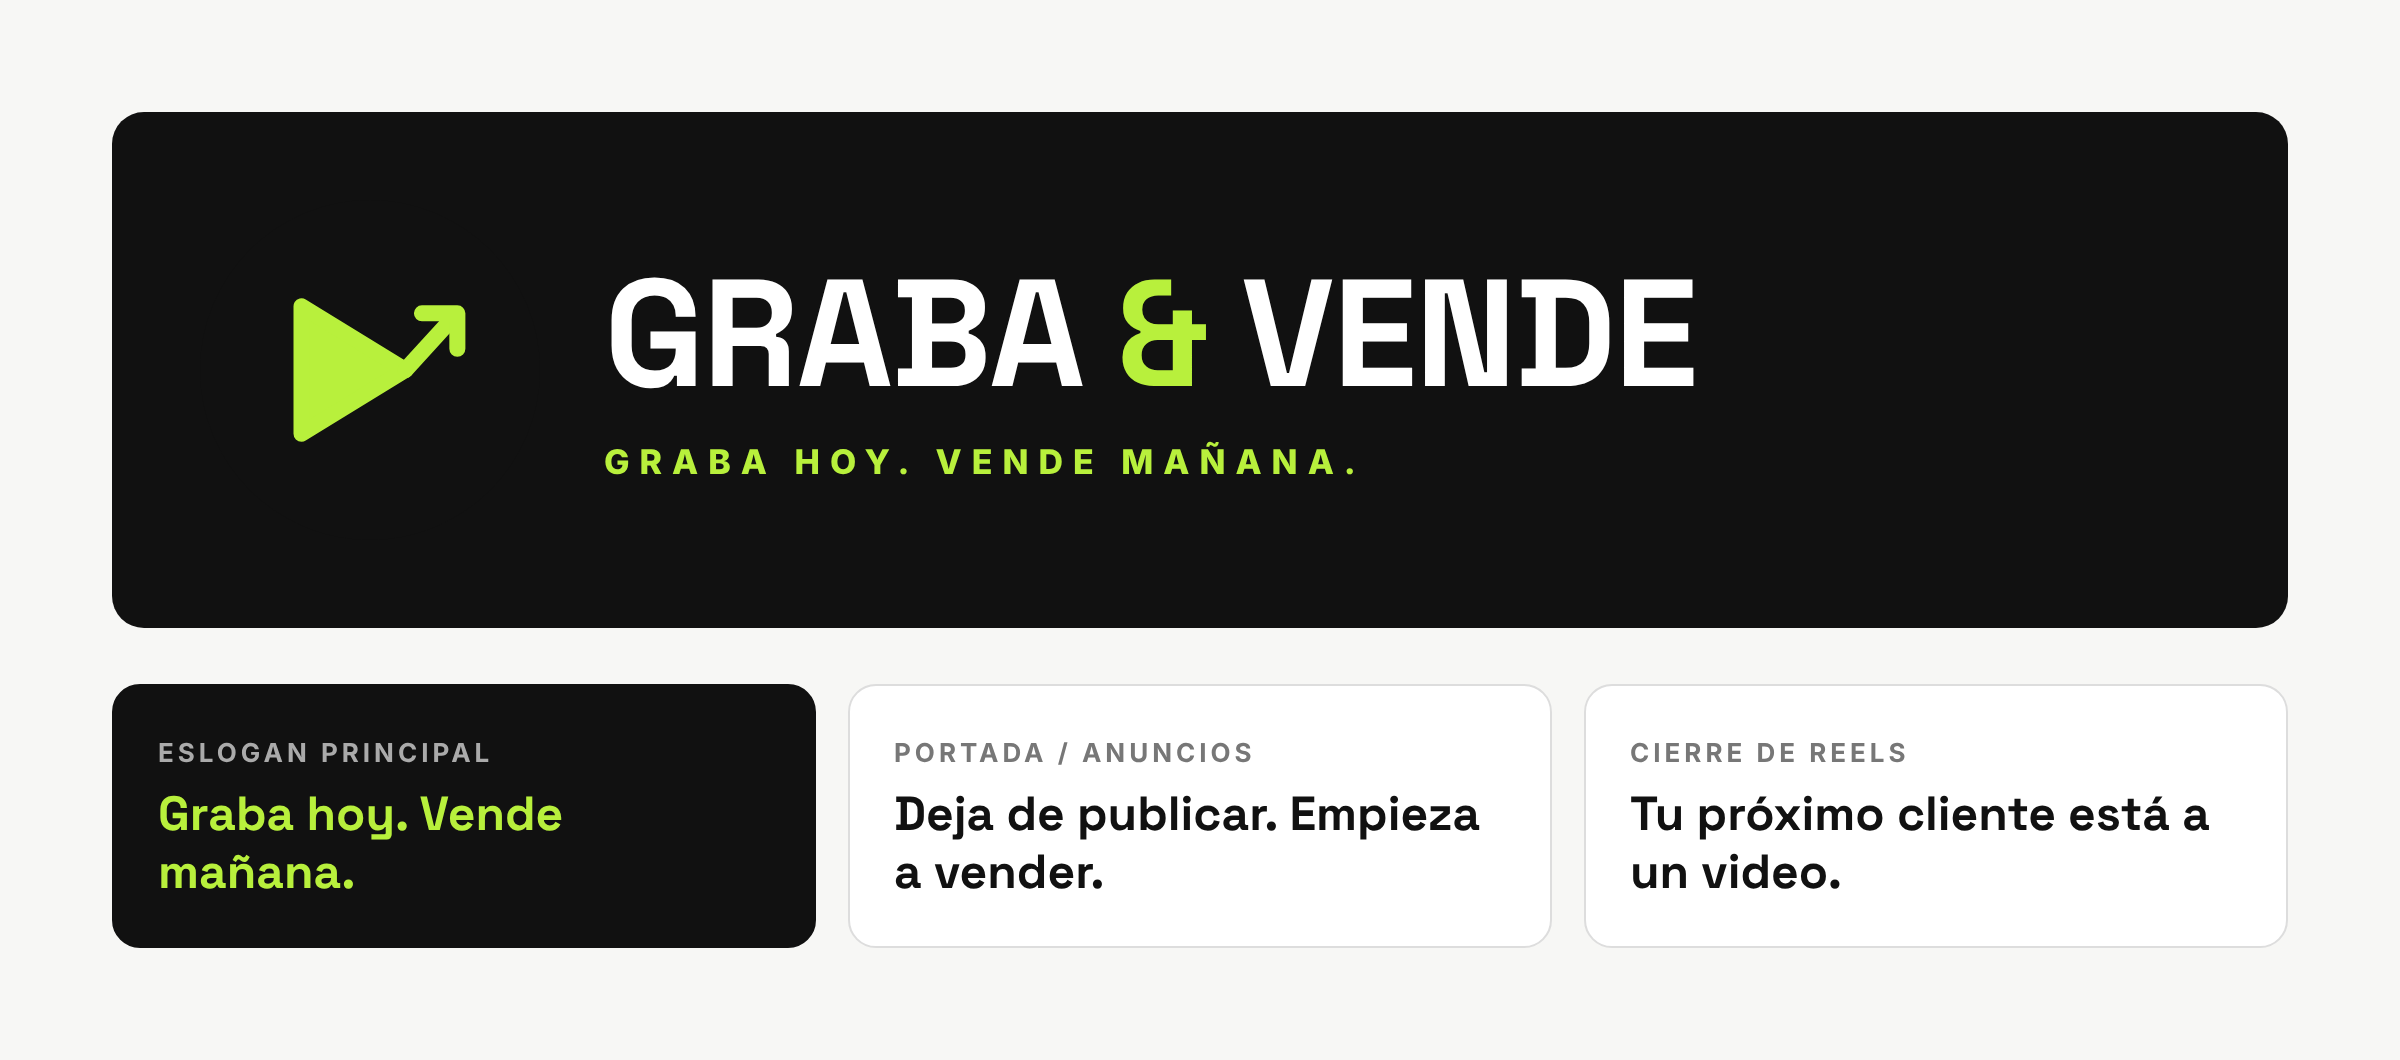 GRABA & VENDE
GRABA HOY. VENDE MAÑANA.
ESLOGAN PRINCIPAL
Graba hoy. Vende
mañana.
PORTADA / ANUNCIOS
Deja de publicar. Empieza
a vender.
CIERRE DE REELS
Tu próximo cliente está a
un video.